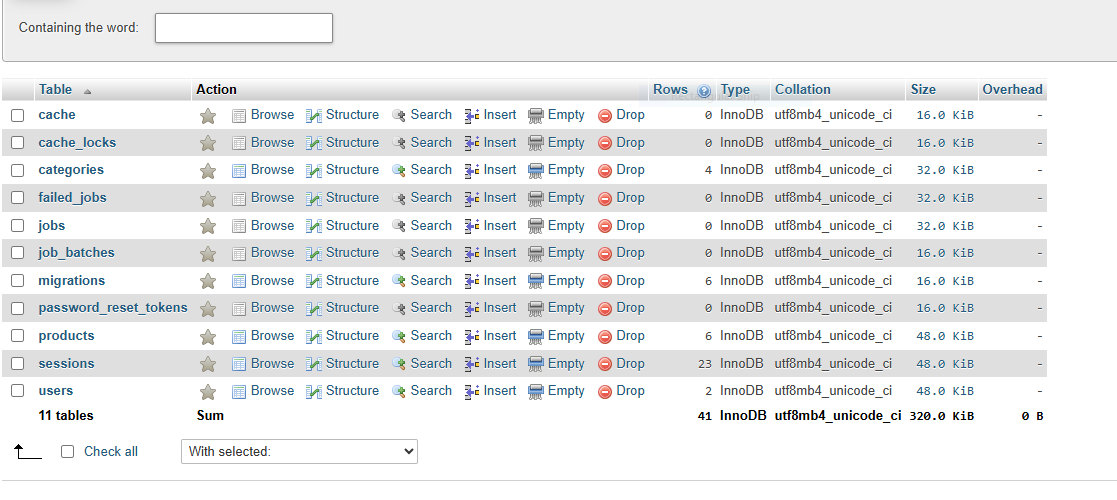 Containing the word:
Table Action Rows Type Collation Size Overhead
cache Browse Structure Search Insert Empty Drop 0 InnoDB utf8mb4_unicode_ci 16.0 KiB -
cache_locks Browse Structure Search Insert Empty Drop 0 InnoDB utf8mb4_unicode_ci 16.0 KiB -
categories Browse Structure Search Insert Empty Drop 4 InnoDB utf8mb4_unicode_ci 32.0 KiB -
failed_jobs Browse Structure Search Insert Empty Drop 0 InnoDB utf8mb4_unicode_ci 32.0 KiB -
jobs Browse Structure Search Insert Empty Drop 0 InnoDB utf8mb4_unicode_ci 32.0 KiB -
job_batches Browse Structure Search Insert Empty Drop 0 InnoDB utf8mb4_unicode_ci 16.0 KiB -
migrations Browse Structure Search Insert Empty Drop 6 InnoDB utf8mb4_unicode_ci 16.0 KiB -
password_reset_tokens Browse Structure Search Insert Empty Drop 0 InnoDB utf8mb4_unicode_ci 16.0 KiB -
products Browse Structure Search Insert Empty Drop 6 InnoDB utf8mb4_unicode_ci 48.0 KiB -
sessions Browse Structure Search Insert Empty Drop 23 InnoDB utf8mb4_unicode_ci 48.0 KiB -
users Browse Structure Search Insert Empty Drop 2 InnoDB utf8mb4_unicode_ci 48.0 KiB -
11 tables Sum 41 InnoDB utf8mb4_unicode_ci 320.0 KiB 0 B
Check all With selected: